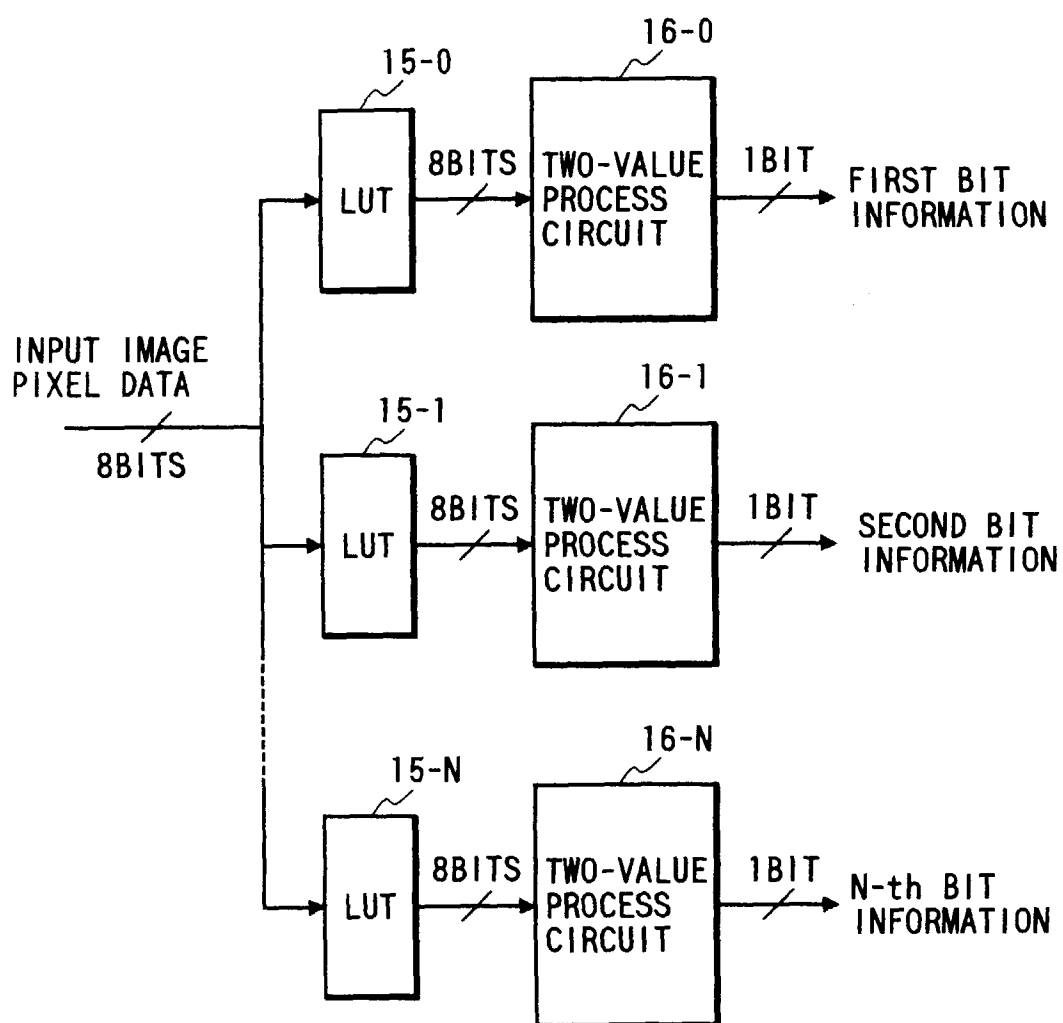 15-0
16-0
LUT
8BITS
TWO-VALUE
PROCESS
CIRCUIT
1BIT
FIRST BIT
INFORMATION
INPUT IMAGE
PIXEL DATA
8BITS
15-1
16-1
LUT
8BITS
TWO-VALUE
PROCESS
CIRCUIT
1BIT
SECOND BIT
INFORMATION
15-N
16-N
LUT
8BITS
TWO-VALUE
PROCESS
CIRCUIT
1BIT
N-th BIT
INFORMATION